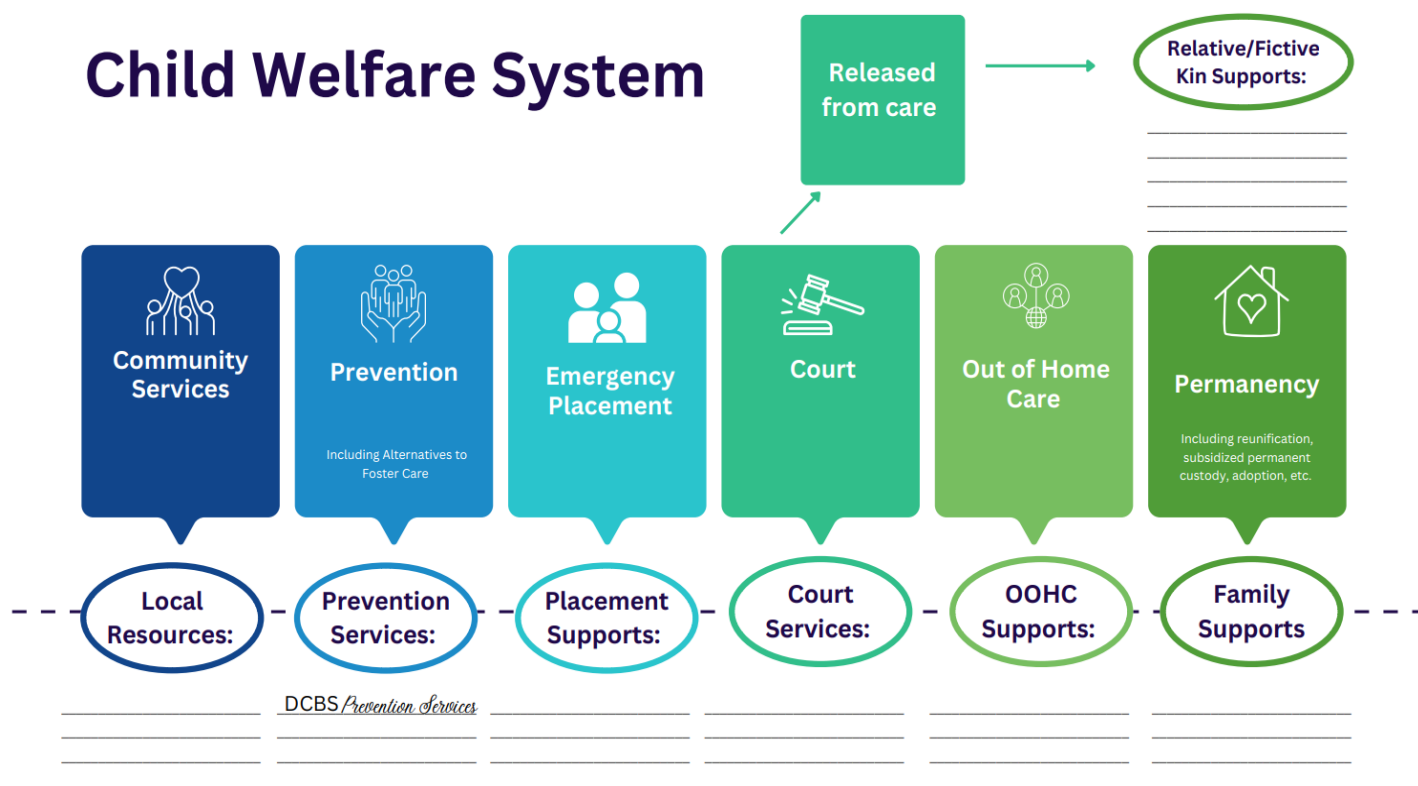 Child Welfare System
Released
from care
Relative/Fictive
Kin Supports:
Community
Services
Prevention
Including Alternatives to
Foster Care
Emergency
Placement
Court
Out of Home
Care
Permanency
Including reunification,
subsidized permanent
custody, adoption, etc.
Local
Resources:
Prevention
Services:
Placement
Supports:
Court
Services:
OOHC
Supports:
Family
Supports
DCBS Prevention Services